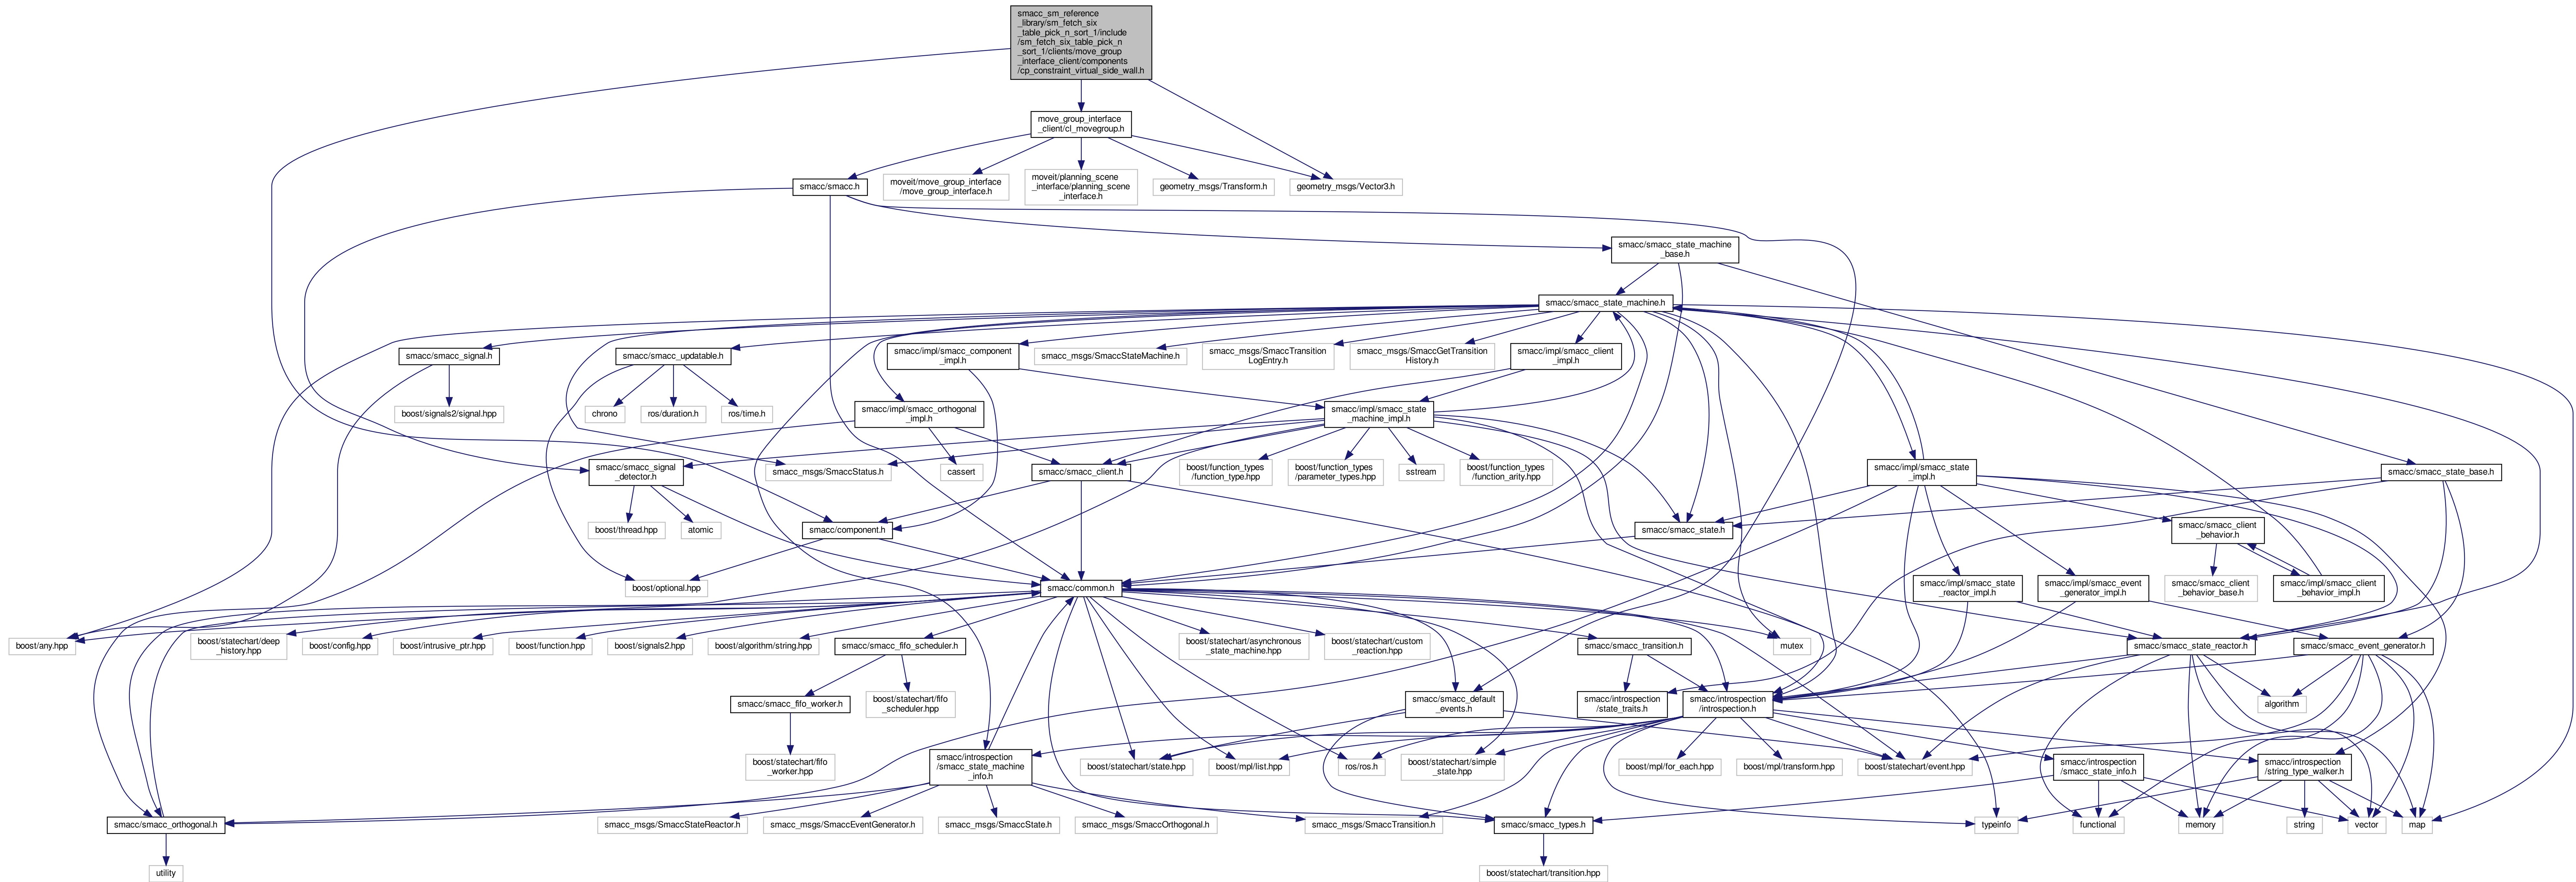 smacc_sm_reference
_library/sm_fetch_six
_table_pick_n_sort_1/include
/sm_fetch_six_table_pick_n
_sort_1/clients/move_group
_interface_client/components
/cp_constraint_virtual_side_wall.h
move_group_interface
_client/cl_movegroup.h
smacc/smacc.h
moveit/move_group_interface
/move_group_interface.h
moveit/planning_scene
_interface/planning_scene
_interface.h
geometry_msgs/Transform.h
geometry_msgs/Vector3.h
smacc/smacc_state_machine
_base.h
smacc/smacc_state_machine.h
smacc/smacc_signal.h
smacc/smacc_updatable.h
smacc/impl/smacc_component
_impl.h
smacc_msgs/SmaccStateMachine.h
smacc_msgs/SmaccTransition
LogEntry.h
smacc_msgs/SmaccGetTransition
History.h
smacc/impl/smacc_client
_impl.h
boost/signals2/signal.hpp
chrono
ros/duration.h
ros/time.h
smacc/impl/smacc_orthogonal
_impl.h
smacc/impl/smacc_state
_machine_impl.h
smacc/smacc_signal
_detector.h
smacc_msgs/SmaccStatus.h
cassert
smacc/smacc_client.h
boost/function_types
/function_type.hpp
boost/function_types
/parameter_types.hpp
sstream
boost/function_types
/function_arity.hpp
smacc/impl/smacc_state
_impl.h
smacc/smacc_state_base.h
boost/thread.hpp
atomic
smacc/component.h
smacc/smacc_state.h
smacc/smacc_client
_behavior.h
boost/optional.hpp
smacc/common.h
smacc/impl/smacc_state
_reactor_impl.h
smacc/impl/smacc_event
_generator_impl.h
smacc/smacc_client
_behavior_base.h
smacc/impl/smacc_client
_behavior_impl.h
boost/any.hpp
boost/statechart/deep
_history.hpp
boost/config.hpp
boost/intrusive_ptr.hpp
boost/function.hpp
boost/signals2.hpp
boost/algorithm/string.hpp
smacc/smacc_fifo_scheduler.h
boost/statechart/asynchronous
_state_machine.hpp
boost/statechart/custom
_reaction.hpp
smacc/smacc_transition.h
mutex
smacc/smacc_state_reactor.h
smacc/smacc_event_generator.h
smacc/smacc_fifo_worker.h
boost/statechart/fifo
_scheduler.hpp
smacc/smacc_default
_events.h
smacc/introspection
/state_traits.h
smacc/introspection
/introspection.h
algorithm
boost/statechart/fifo
_worker.hpp
smacc/introspection
/smacc_state_machine
_info.h
boost/statechart/state.hpp
boost/mpl/list.hpp
ros/ros.h
boost/statechart/simple
_state.hpp
boost/mpl/for_each.hpp
boost/mpl/transform.hpp
boost/statechart/event.hpp
smacc/introspection
/smacc_state_info.h
smacc/introspection
/string_type_walker.h
smacc/smacc_orthogonal.h
smacc_msgs/SmaccStateReactor.h
smacc_msgs/SmaccEventGenerator.h
smacc_msgs/SmaccState.h
smacc_msgs/SmaccOrthogonal.h
smacc_msgs/SmaccTransition.h
smacc/smacc_types.h
typeinfo
functional
memory
string
vector
map
utility
boost/statechart/transition.hpp